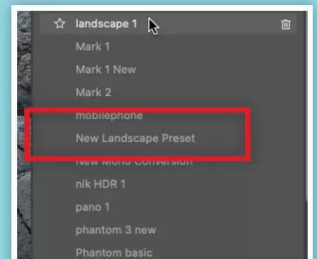 landscape 1
Mark 1
Mark 1 New
Mark 2
mobilephone
New Landscape Preset
New Mono Conversion
nik HDR 1
pano 1
phantom 3 new
Phantom basic